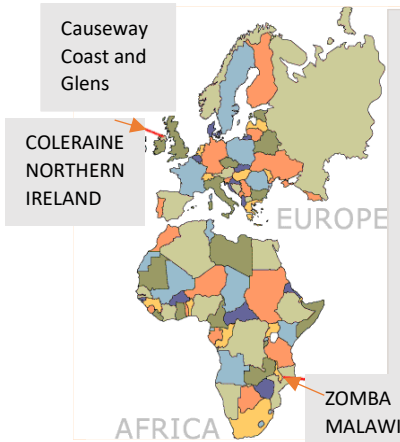 Causeway
Coast and
Glens
COLERAINE
NORTHERN
IRELAND
EUROPE
ZOMBA
MALAWI
AFRICA